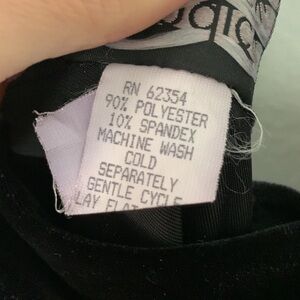 RN 62354
90% POLYESTER
10% SPANDEX
MACHINE WASH
COLD
SEPARATELY
GENTLE CYCLE
LAY FLAT